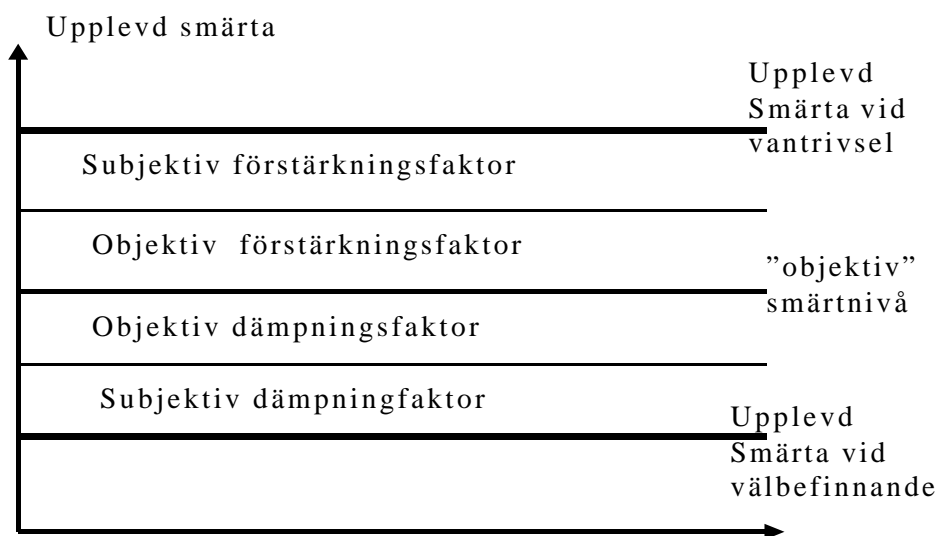 Upplevd smärta
Upplevd
Smärta vid
vantrivsel
Subjektiv förstärkningsfaktor
Objektiv förstärkningsfaktor
”objektiv”
smärtnivå
Objektiv dämpningsfaktor
Subjektiv dämpningfaktor
Upplevd
Smärta vid
välbefinnande